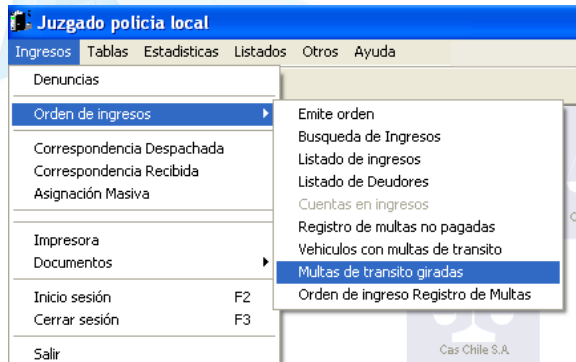 Juzgado policia local
Ingresos Tablas Estadisticas Listados Otros Ayuda
Denuncias
Orden de ingresos
Correspondencia Despachada
Correspondencia Recibida
Asignación Masiva
Impresora
Documentos
Inicio sesión F2
Cerrar sesión F3
Salir
Emite orden
Busqueda de Ingresos
Listado de ingresos
Listado de Deudores
Cuentas en ingresos
Registro de multas no pagadas
Vehiculos con multas de transito
Multas de transito giradas
Orden de ingreso Registro de Multas
Cas Chile S.A.